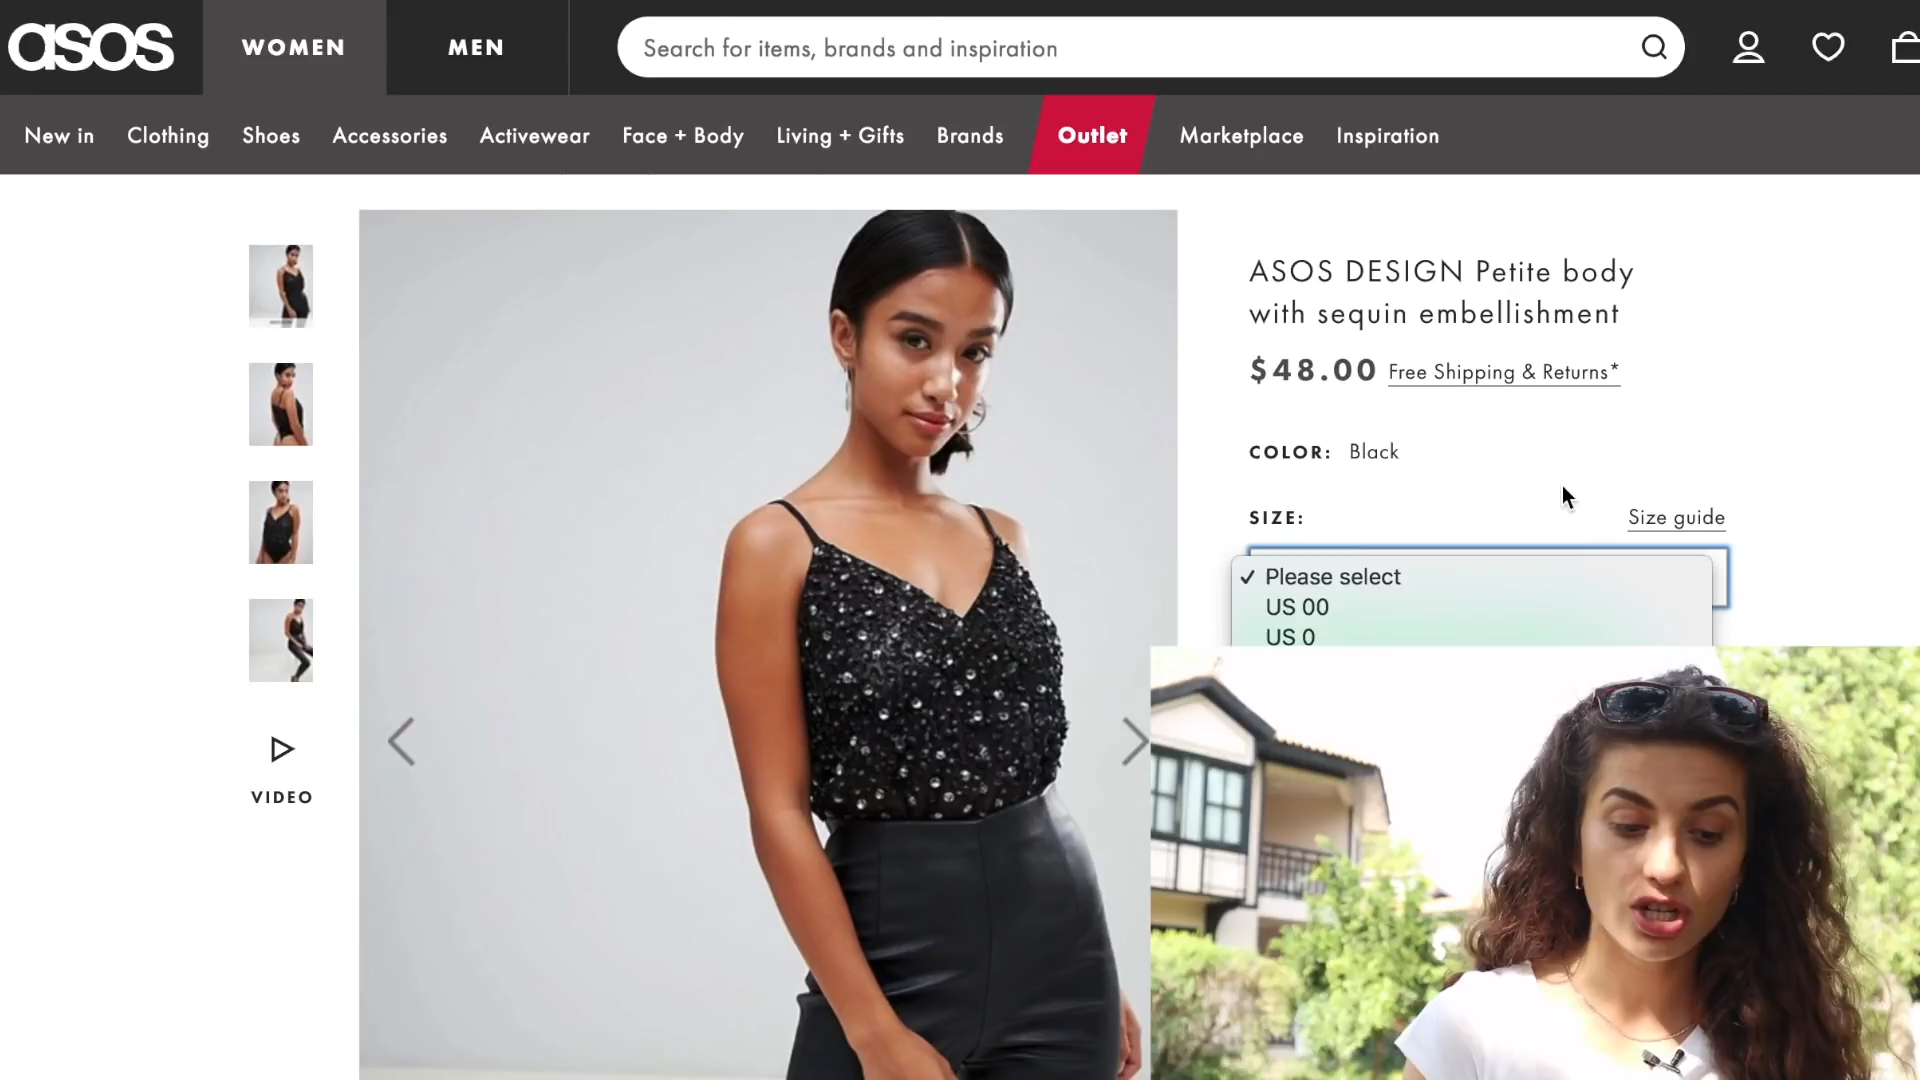 asos
WOMEN
MEN
Search for items, brands and inspiration
New in
Clothing
Shoes
Accessories
Activewear
Face + Body
Living + Gifts
Brands
Outlet
Marketplace
Inspiration
ASOS DESIGN Petite body
with sequin embellishment
$48.00 Free Shipping & Returns*
COLOR: Black
SIZE:
Size guide
✓ Please select
US 00
US 0
VIDEO